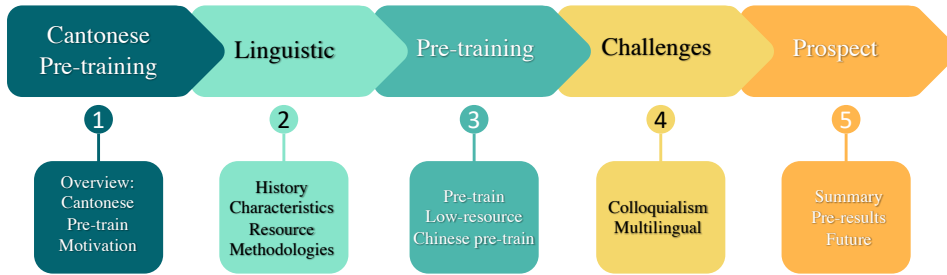 Cantonese
Pre-training
Linguistic
Pre-training
Challenges
Prospect
1
2
3
4
5
Overview:
Cantonese
Pre-train
Motivation
History
Characteristics
Resource
Methodologies
Pre-train
Low-resource
Chinese pre-train
Colloquialism
Multilingual
Summary
Pre-results
Future